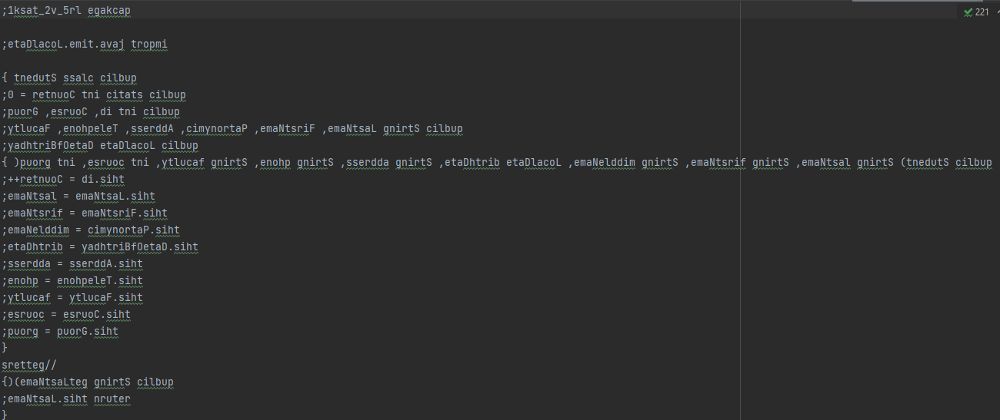 ;1ksat_2v_5rl egakcap
221
;etaDlacoL.emit.avaj tropmi
{ tnedutS ssalc cilbup
;0 = retnuoC tni citats cilbup
;puorG ,esruoC ,di tni cilbup
;ytlucaF ,enohpeleT ,sserddA ,cimynortaP ,emaNtsriF ,emaNtsaL gnirtS cilbup
;yadhtriBfOetaD etaDlacoL cilbup
{ )puorg tni ,esruoc tni ,ytlucaf gnirtS ,enohp gnirtS ,sserdda gnirtS ,etaDhtrib etaDlacoL ,emaNelddim gnirtS ,emaNtsrif gnirtS ,emaNtsal gnirtS (tnedutS cilbup
;++retnuoC = di.siht
;emaNtsal = emaNtsaL.siht
;emaNtsrif = emaNtsriF.siht
;emaNelddim = cimynortaP.siht
;etaDhtrib = yadhtriBfOetaD.siht
;sserdda = sserddA.siht
;enohp = enohpeleT.siht
;ytlucaf = ytlucaF.siht
;esruoc = esruoC.siht
;puorg = puorG.siht
}
sretteg//
{)(emaNtsaLteg gnirtS cilbup
;emaNtsaL.siht nruter
}